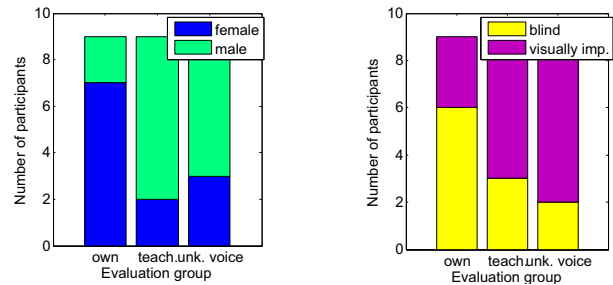 10
8
6
4
2
0
Number of participants
female
male
own
teach.
unk. voice
Evaluation group
10
8
6
4
2
0
Number of participants
blind
visually imp.
own
teach.
unk. voice
Evaluation group